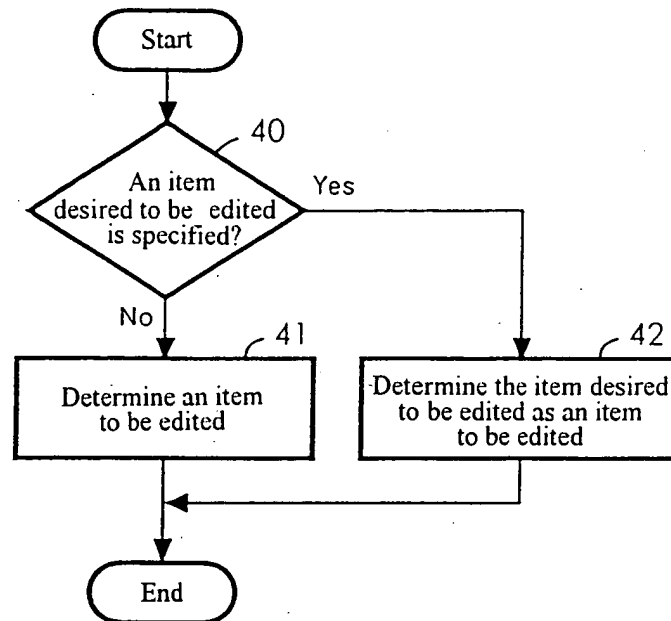 Start
40
An item
desired to be edited
is specified?
Yes
No
41
Determine an item
to be edited
42
Determine the item desired
to be edited as an item
to be edited
End